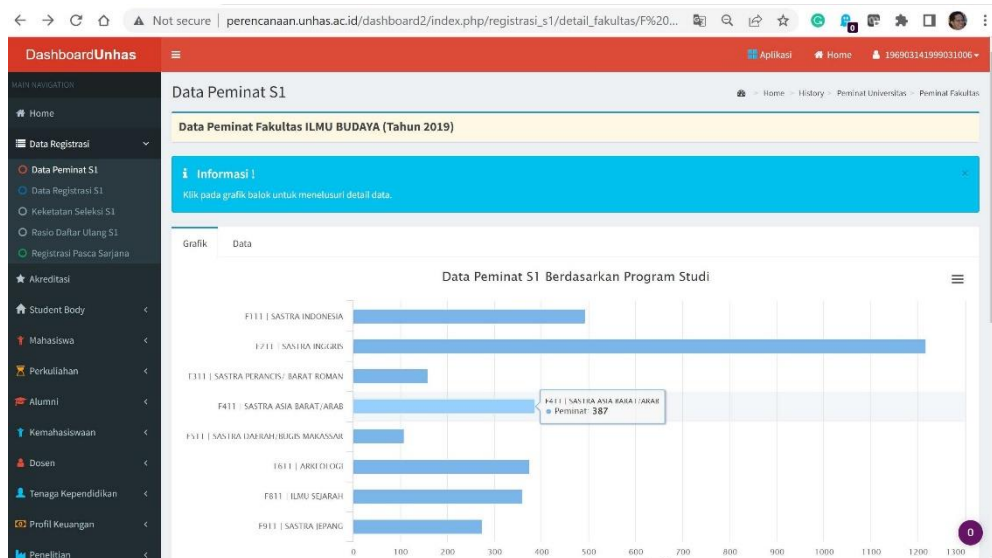 Not secure | perencanaan.unhas.ac.id/dashboard2/index.php/registrasi_s1/detail_fakultas/F%20...
0
DashboardUnhas
Aplikasi Home 196903141999031006
MAIN NAVIGATION
Data Peminat S1
Home > History > Peminat Universitas > Peminat Fakultas
Home
Data Peminat Fakultas ILMU BUDAYA (Tahun 2019)
Data Registrasi
Data Peminat S1
Data Registrasi S1
Keketatan Seleksi S1
Rasio Daftar Ulang S1
Registrasi Pasca Sarjana
i Informasi !
×
Klik pada grafik balok untuk menelusuri detail data.
Grafik Data
Akreditasi
Student Body
Mahasiswa
Perkuliahan
Alumni
Kemahasiswaan
Dosen
Tenaga Kependidikan
Profil Keuangan
Penelitian
Data Peminat S1 Berdasarkan Program Studi
F111 | SASTRA INDONESIA
F211 | SASTRA INGGRIS
F311 | SASTRA PERANCIS/ BARAT ROMAN
F411 | SASTRA ASIA BARAT/ARAB
F411 | SASTRA ASIA BARAT/ARAB
Peminat: 387
F511 | SASTRA DAERAH/BUGIS MAKASSAR
F611 | ARKEOLOGI
F811 | ILMU SEJARAH
F911 | SASTRA JEPANG
0 100 200 300 400 500 600 700 800 900 1000 1100 1200 1300
0